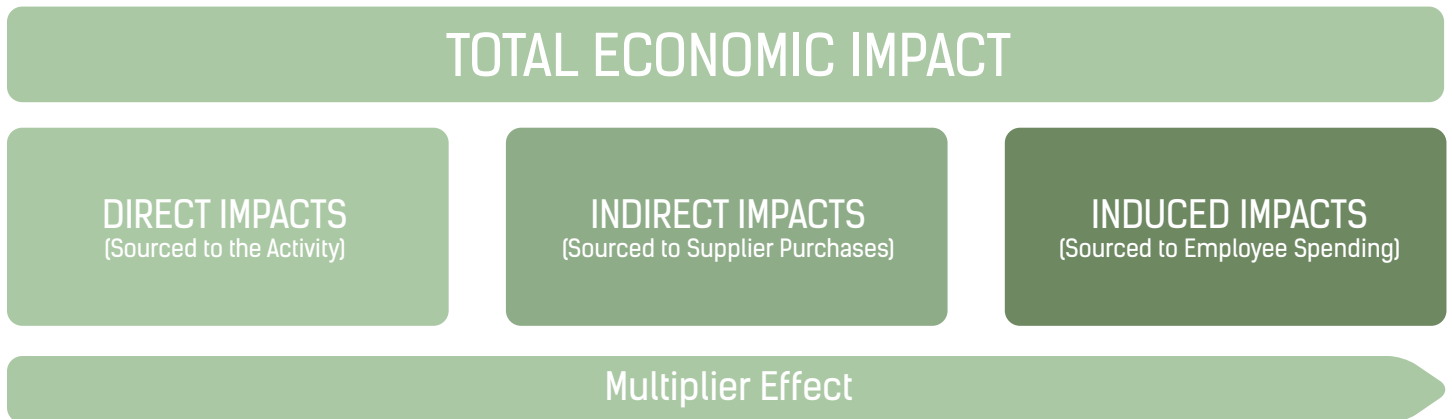 TOTAL ECONOMIC IMPACT
DIRECT IMPACTS
(Sourced to the Activity)
INDIRECT IMPACTS
(Sourced to Supplier Purchases)
INDUCED IMPACTS
(Sourced to Employee Spending)
Multiplier Effect